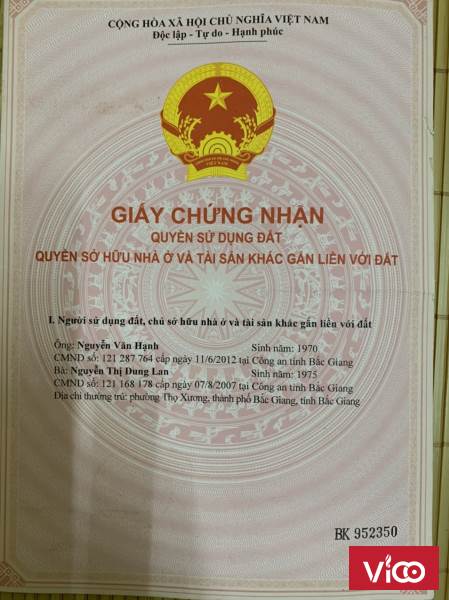 CỘNG HÒA XÃ HỘI CHỦ NGHĨA VIỆT NAM
Độc lập - Tự do - Hạnh phúc
VIỆT NAM
GIẤY CHỨNG NHẬN
QUYỀN SỬ DỤNG ĐẤT
QUYỀN SỞ HỮU NHÀ Ở VÀ TÀI SẢN KHÁC GẮN LIỀN VỚI ĐẤT
I. Người sử dụng đất, chủ sở hữu nhà ở và tài sản khác gắn liền với đất
Ông: Nguyễn Văn Hạnh Sinh năm: 1970
CMND số: 121 287 764 cấp ngày 11/6/2012 tại Công an tỉnh Bắc Giang
Bà: Nguyễn Thị Dung Lan Sinh năm: 1975
CMND số: 121 168 178 cấp ngày 07/8/2007 tại Công an tỉnh Bắc Giang
Địa chỉ thường trú: phường Thọ Xương, thành phố Bắc Giang, tỉnh Bắc Giang
BK 952350
ViCO